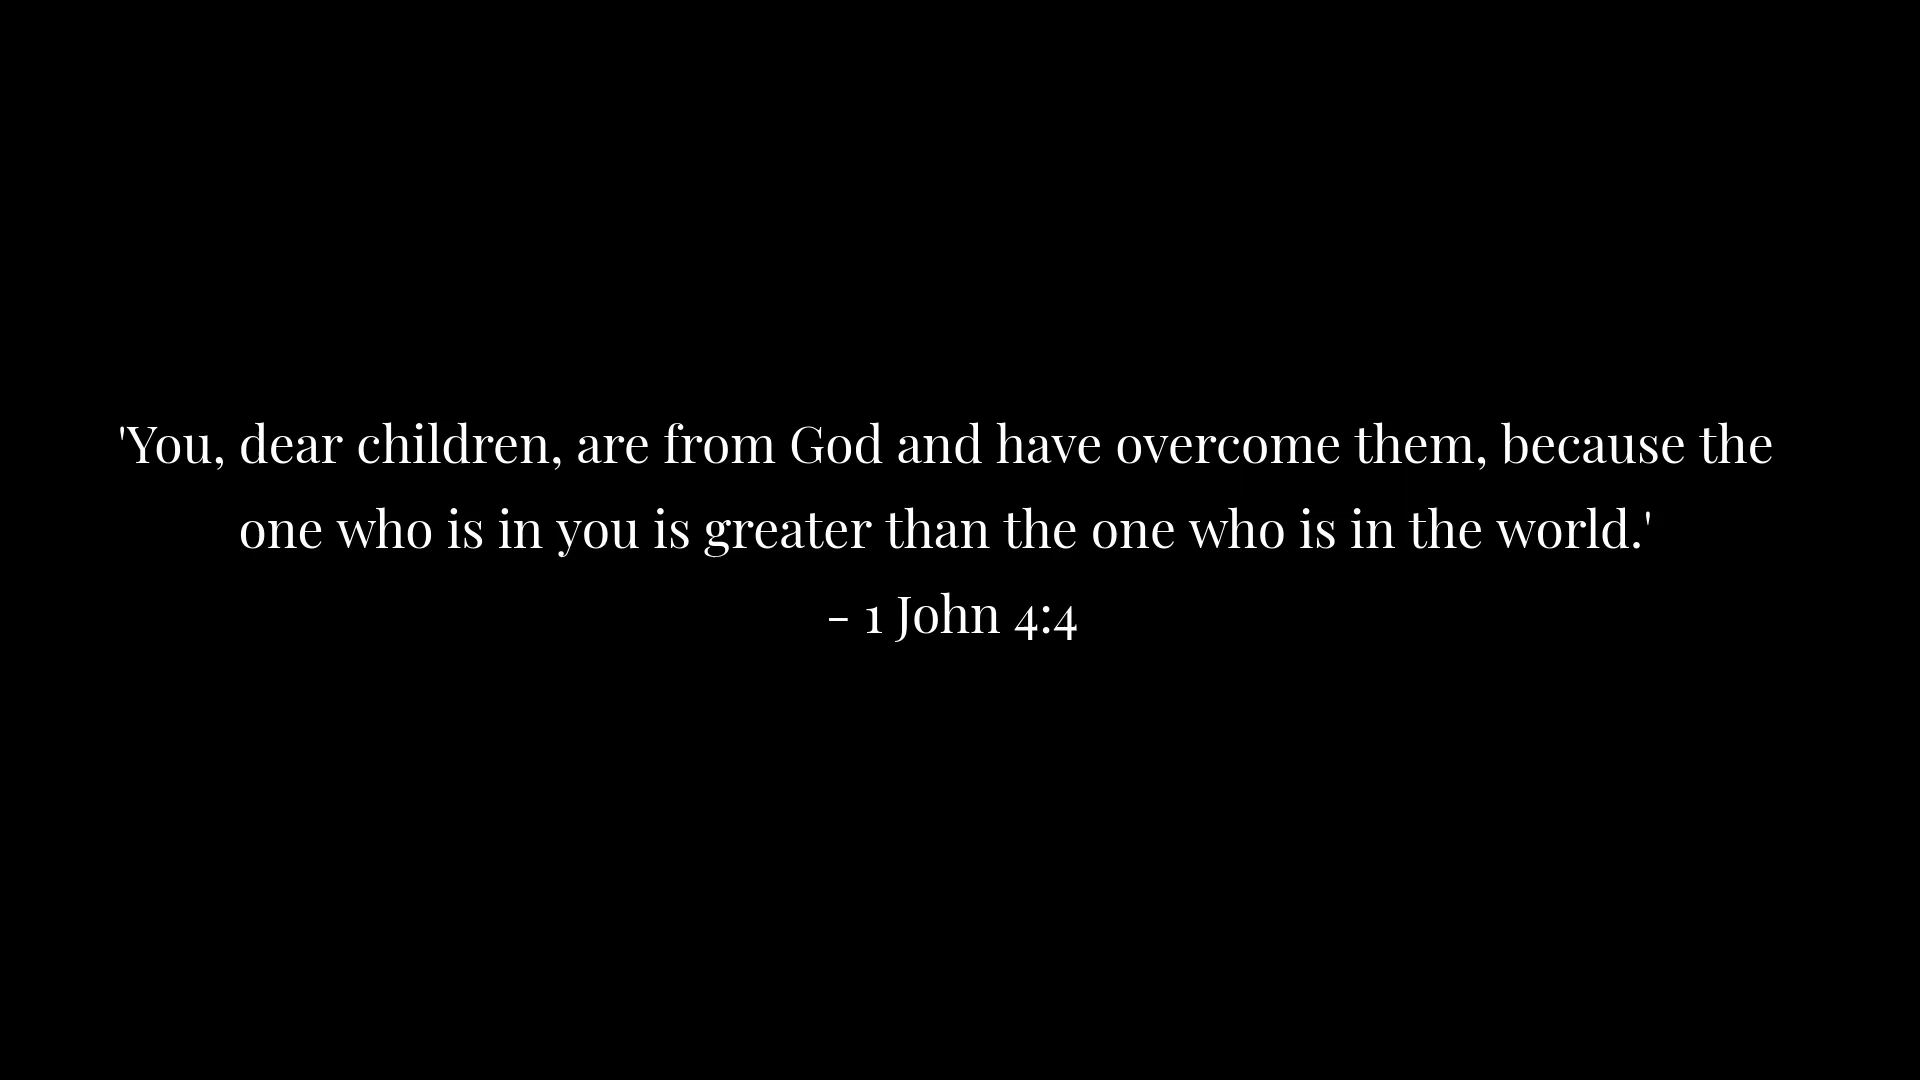 'You, dear children, are from God and have overcome them, because the
one who is in you is greater than the one who is in the world.'
- 1 John 4:4